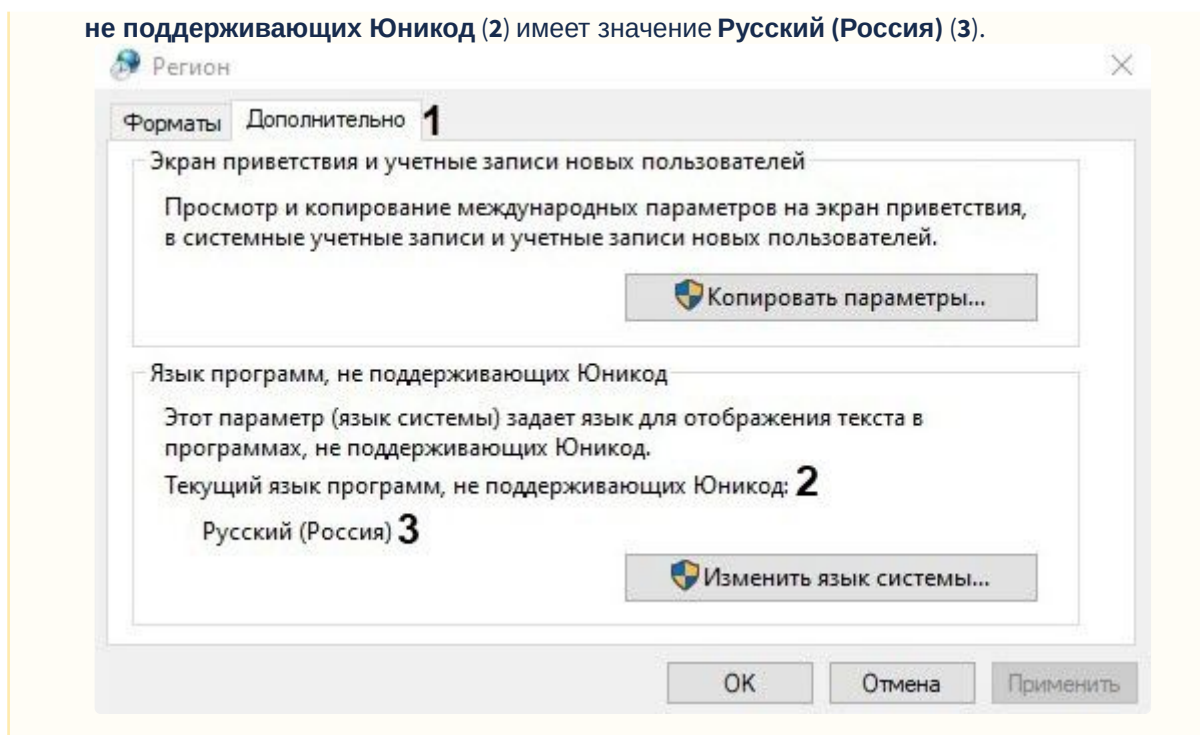 не поддерживающих Юникод (2) имеет значение Русский (Россия) (3).
Регион
Форматы Дополнительно 1
Экран приветствия и учетные записи новых пользователей
Просмотр и копирование международных параметров на экран приветствия,
в системные учетные записи и учетные записи новых пользователей.
Копировать параметры...
Язык программ, не поддерживающих Юникод
Этот параметр (язык системы) задает язык для отображения текста в
программах, не поддерживающих Юникод.
Текущий язык программ, не поддерживающих Юникод: 2
Русский (Россия) 3
Изменить язык системы...
OK Отмена Применить